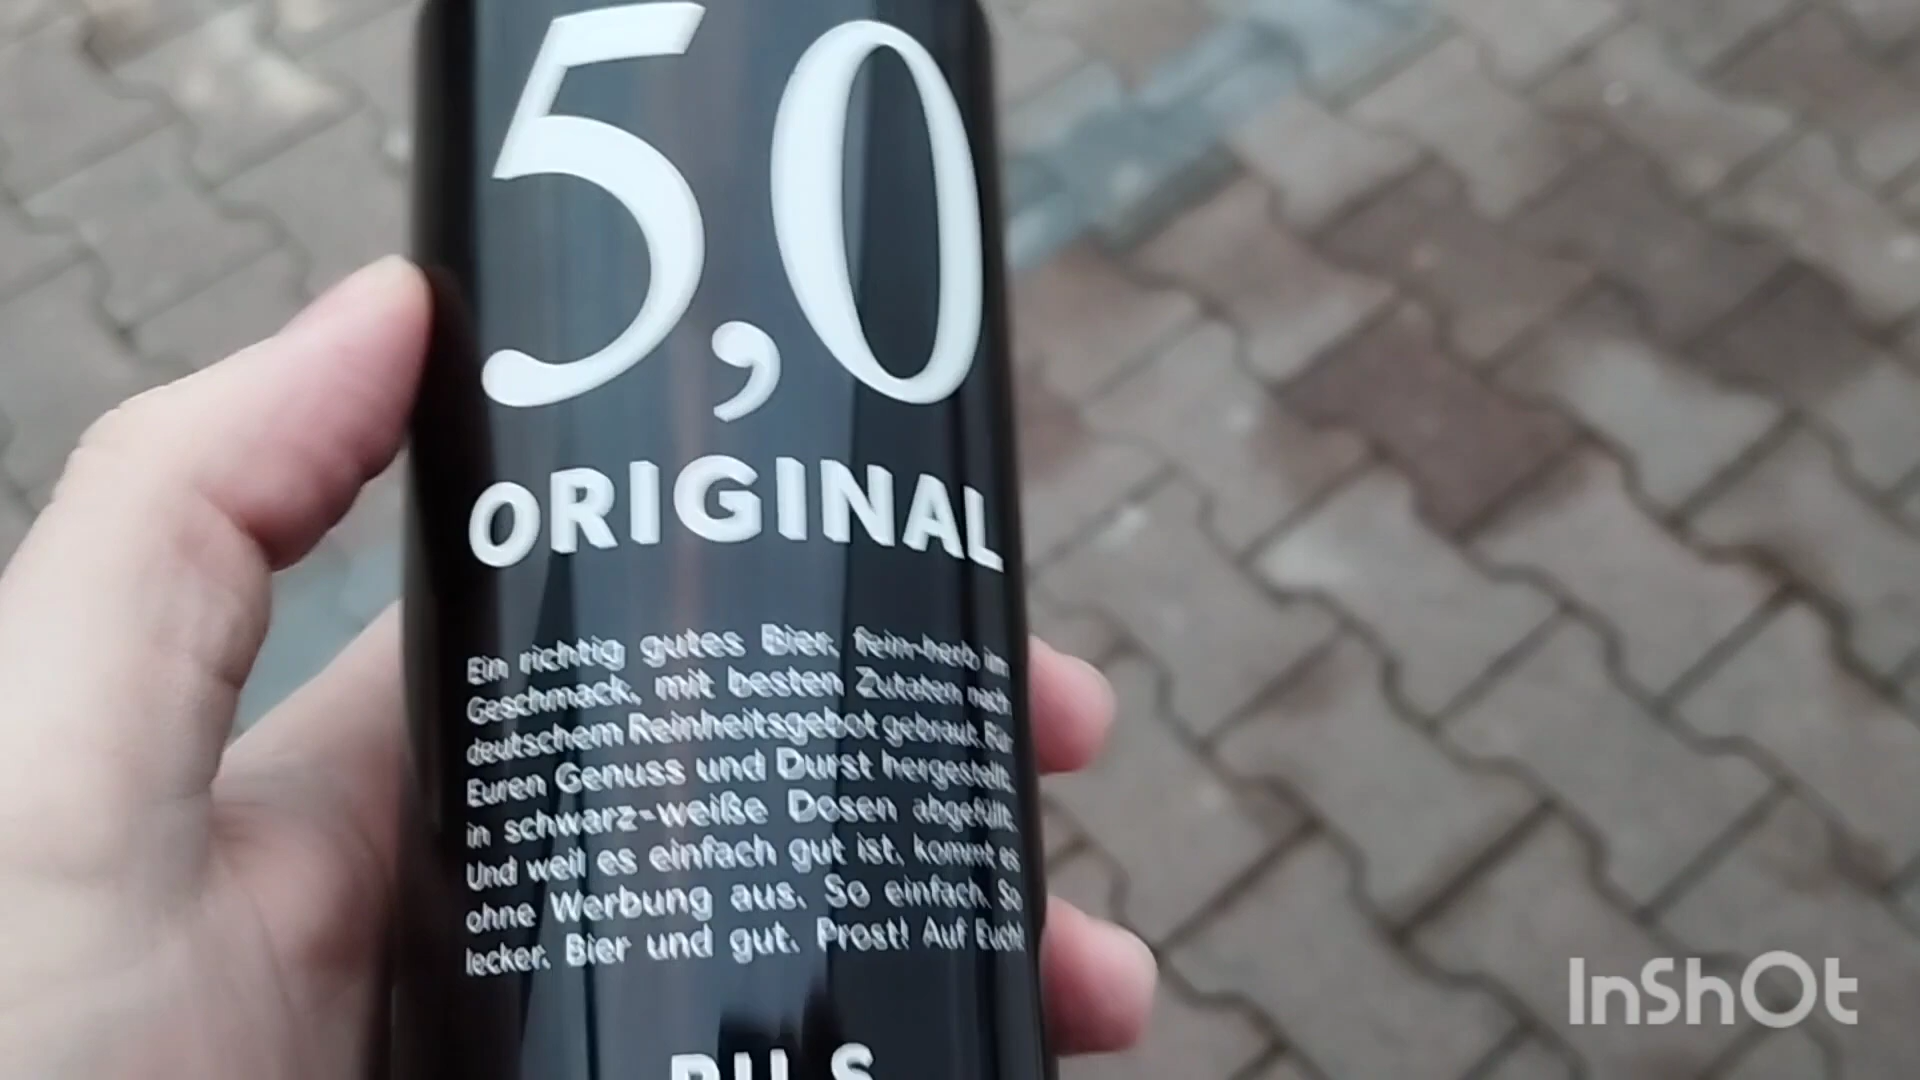 5,0
ORIGINAL
Ein richtig gutes Bier, fein-herb im
Geschmack, mit besten Zutaten nach
deutschem Reinheitsgebot gebraut. Für
Euren Genuss und Durst hergestellt,
in schwarz-weiße Dosen abgefüllt.
Und weil es einfach gut ist, kommt es
ohne Werbung aus. So einfach. So
lecker. Bier und gut. Prost! Auf Euch!
PILS
InShOt